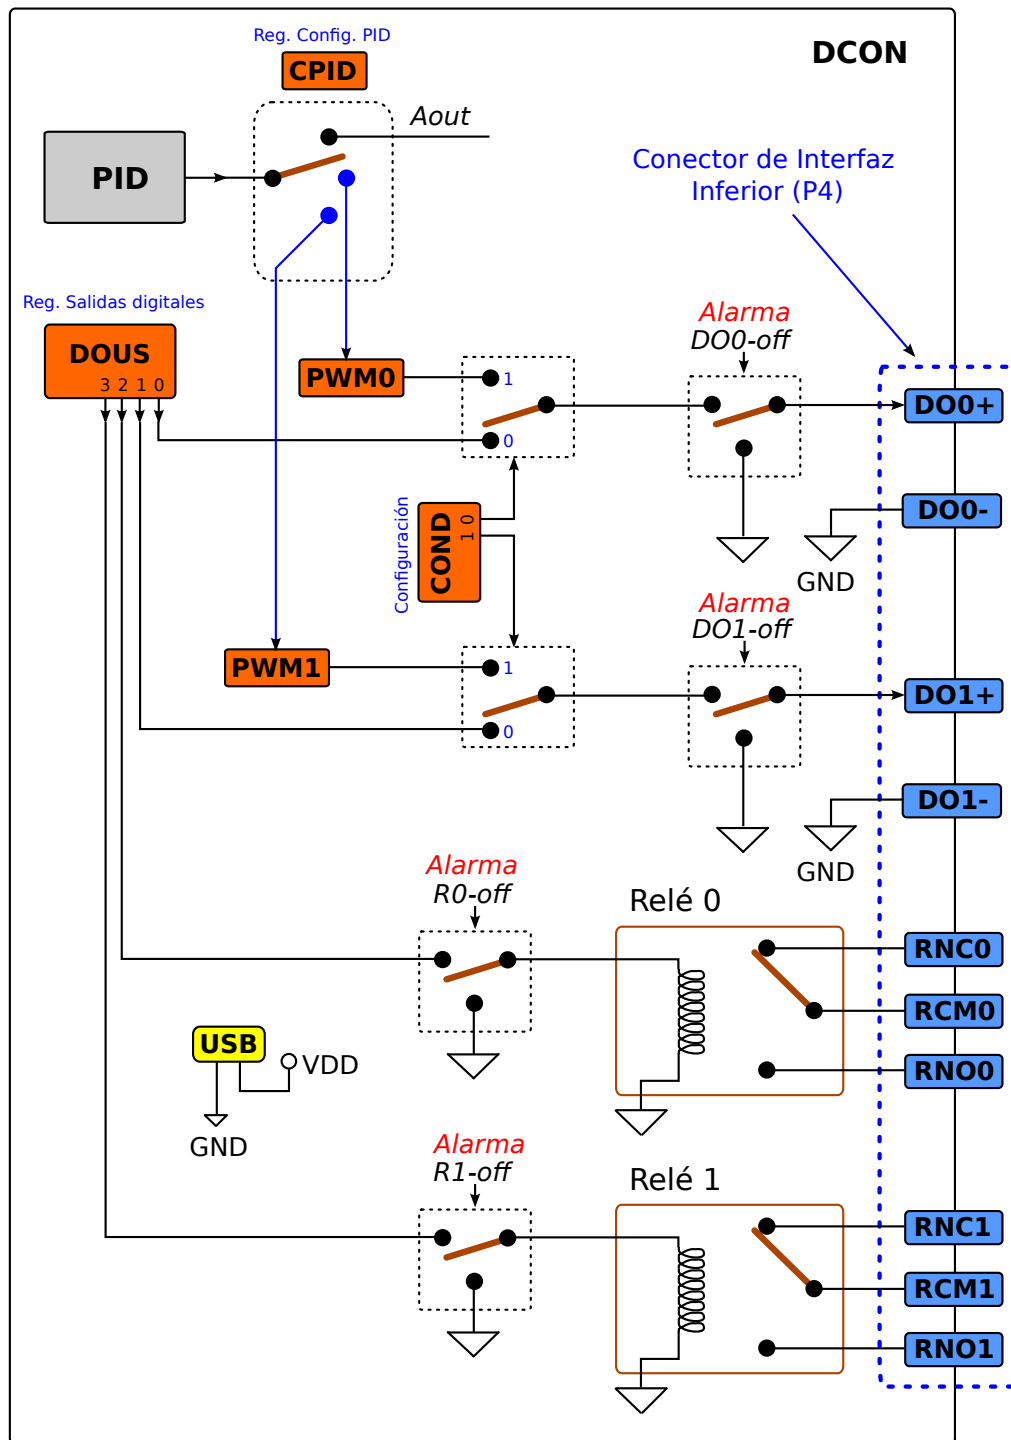 Reg. Config. PID
CPID
DCON
Aout
PID
Conector de Interfaz
Inferior (P4)
Reg. Salidas digitales
DOUS
3 2 1 0
Alarma
DO0-off
PWM0
1
0
DO0+
Configuración
COND
1 0
DO0-
GND
Alarma
DO1-off
PWM1
1
0
DO1+
DO1-
GND
Alarma
R0-off
Relé 0
RNC0
RCM0
RNO0
USB
VDD
GND
Alarma
R1-off
Relé 1
RNC1
RCM1
RNO1